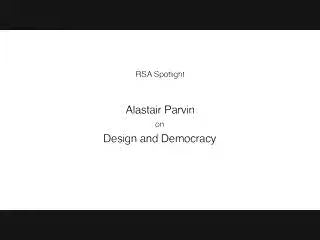 RSA Spotlight
Alastair Parvin
on
Design and Democracy